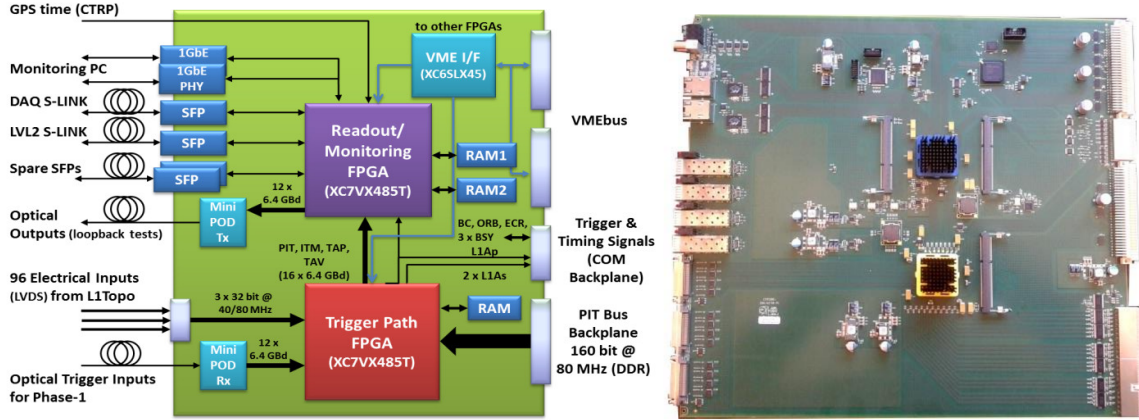 GPS time (CTRP)
1GbE
1GbE
PHY
Monitoring PC
DAQ S-LINK
SFP
LVL2 S-LINK
SFP
Spare SFPs
SFP
Optical
Outputs (loopback tests)
Mini
POD
Tx
12 x
6.4 GBd
Readout/
Monitoring
FPGA
(XC7VX485T)
to other FPGAs
VME I/F
(XC6SLX45)
VMEbus
RAM1
RAM2
BC, ORB, ECR,
3 x BSY
L1Ap
2 x L1As
Trigger &
Timing Signals
(COM
Backplane)
PIT, ITM, TAP,
TAV
(16 x 6.4 GBd)
96 Electrical Inputs
(LVDS) from L1Topo
3 x 32 bit @
40/80 MHz
Trigger Path
FPGA
(XC7VX485T)
RAM
PIT Bus
Backplane
160 bit @
80 MHz (DDR)
Mini
POD
Rx
12 x
6.4 GBd
Optical Trigger Inputs
for Phase-1